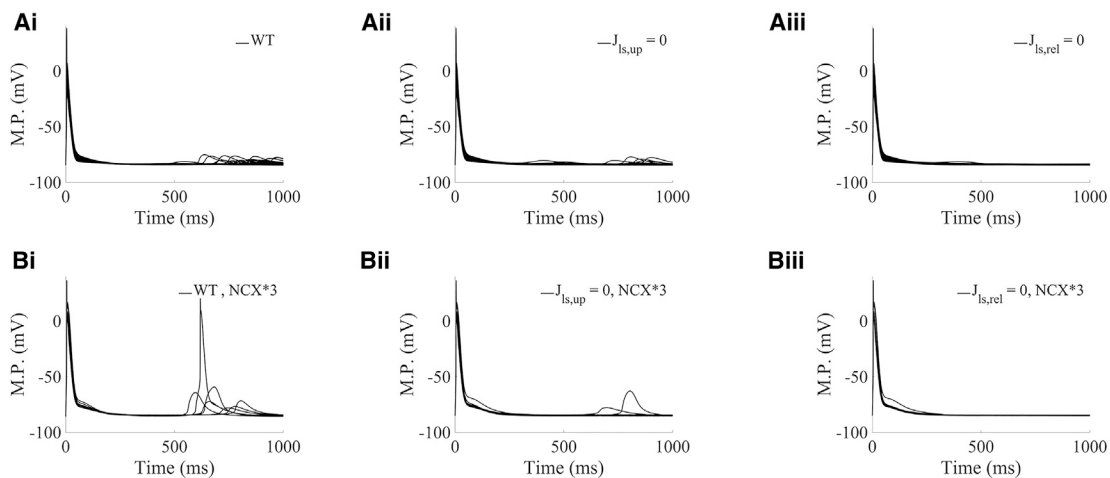 Ai
WT
M.P. (mV)
0
-50
-100
0 500 1000
Time (ms)
Aii
J_ls,up = 0
M.P. (mV)
0
-50
-100
0 500 1000
Time (ms)
Aiii
J_ls,rel = 0
M.P. (mV)
0
-50
-100
0 500 1000
Time (ms)
Bi
WT , NCX*3
M.P. (mV)
0
-50
-100
0 500 1000
Time (ms)
Bii
J_ls,up = 0, NCX*3
M.P. (mV)
0
-50
-100
0 500 1000
Time (ms)
Biii
J_ls,rel = 0, NCX*3
M.P. (mV)
0
-50
-100
0 500 1000
Time (ms)